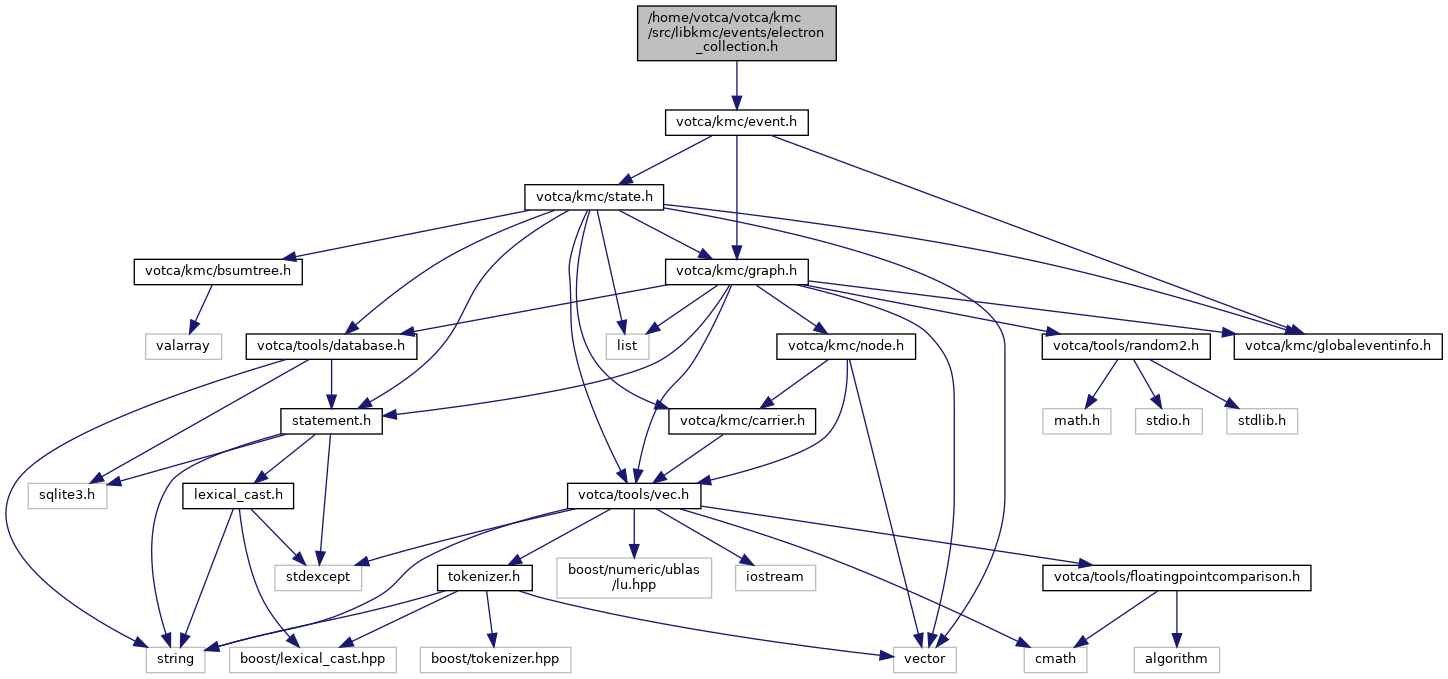 /home/votca/votca/kmc
/src/libkmc/events/electron
_collection.h
votca/kmc/event.h
votca/kmc/state.h
votca/kmc/bsumtree.h
votca/kmc/graph.h
valarray
votca/tools/database.h
list
votca/kmc/node.h
votca/tools/random2.h
votca/kmc/globaleventinfo.h
statement.h
votca/kmc/carrier.h
math.h
stdio.h
stdlib.h
sqlite3.h
lexical_cast.h
votca/tools/vec.h
stdexcept
tokenizer.h
boost/numeric/ublas
/lu.hpp
iostream
votca/tools/floatingpointcomparison.h
string
boost/lexical_cast.hpp
boost/tokenizer.hpp
vector
cmath
algorithm